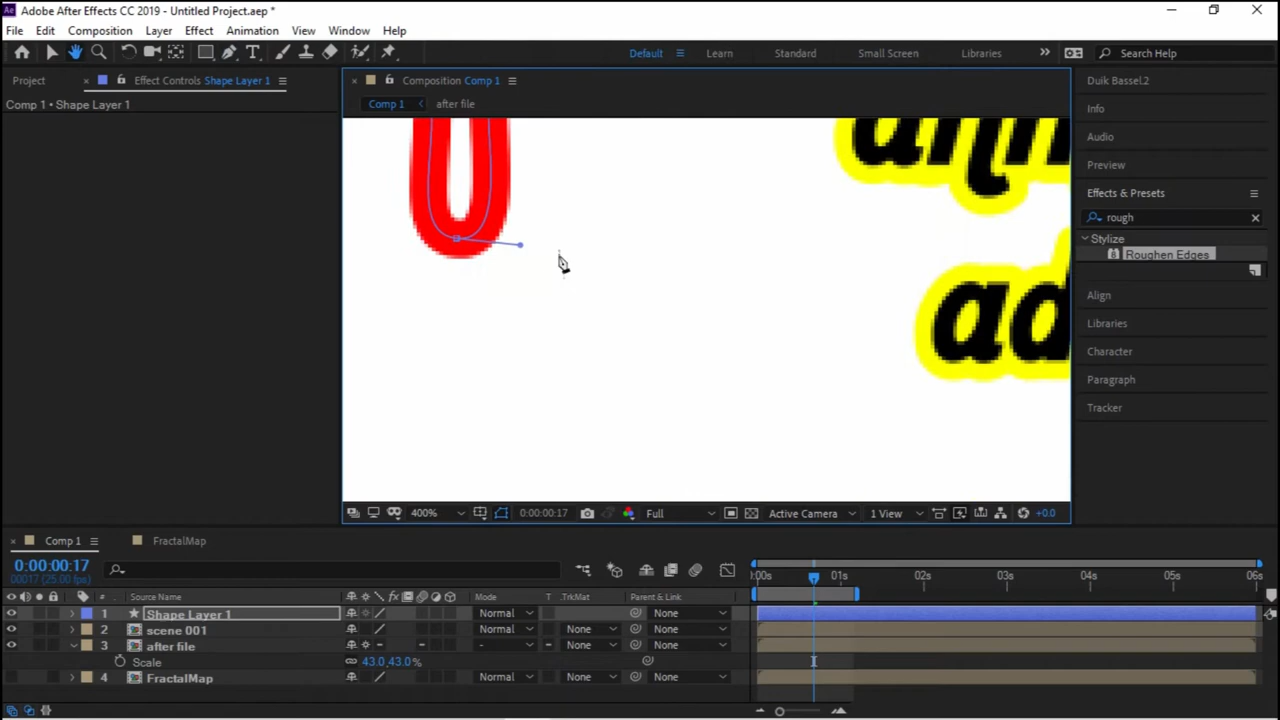 Adobe After Effects CC 2019 - Untitled Project.aep *
File Edit Composition Layer Effect Animation View Window Help
Default Learn Standard Small Screen Libraries Search Help
Project Effect Controls Shape Layer 1 Composition Comp 1 Duik Bassel.2
Comp 1 • Shape Layer 1 Comp 1 after file Info
Audio
Preview
Effects & Presets
rough
Stylize
Roughen Edges
Align
Libraries
Character
Paragraph
Tracker
ad
400% 0:00:00:17 Full Active Camera 1 View +0.0
Comp 1 FractalMap
0:00:00:17
00017 (25.00 fps)
:00s 01s 02s 03s 04s 05s 06s
# Source Name Mode T .TrkMat Parent & Link
1 Shape Layer 1 Normal None
2 scene 001 Normal None None
3 after file - None None
Scale 43.0,43.0%
4 FractalMap Normal None None